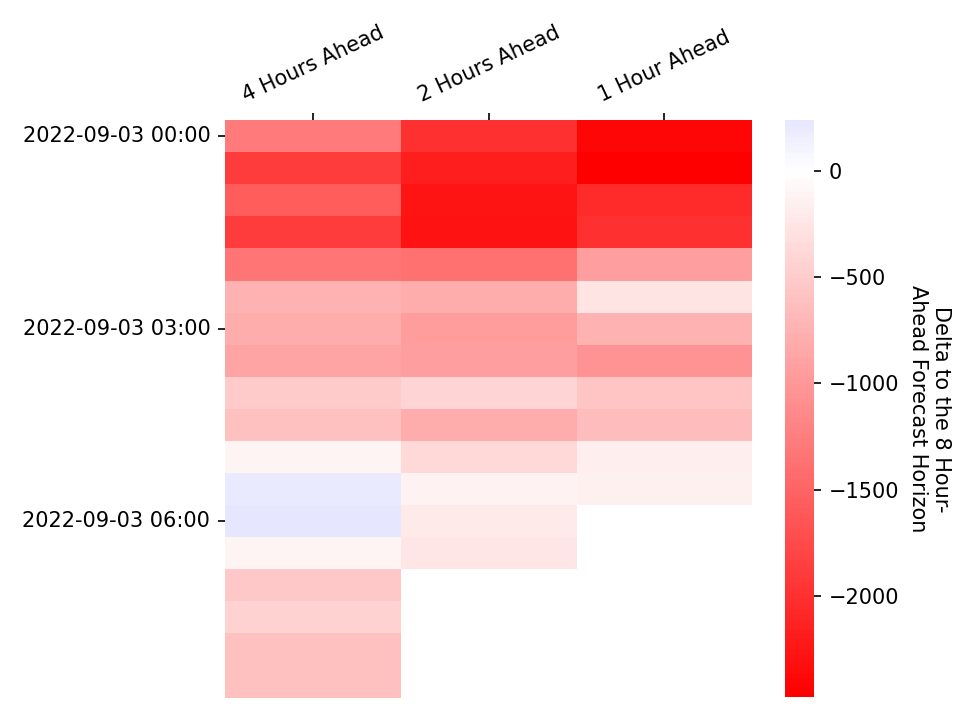 4 Hours Ahead
2 Hours Ahead
1 Hour Ahead
2022-09-03 00:00
2022-09-03 03:00
2022-09-03 06:00
0
−500
−1000
−1500
−2000
Delta to the 8 Hour-
Ahead Forecast Horizon